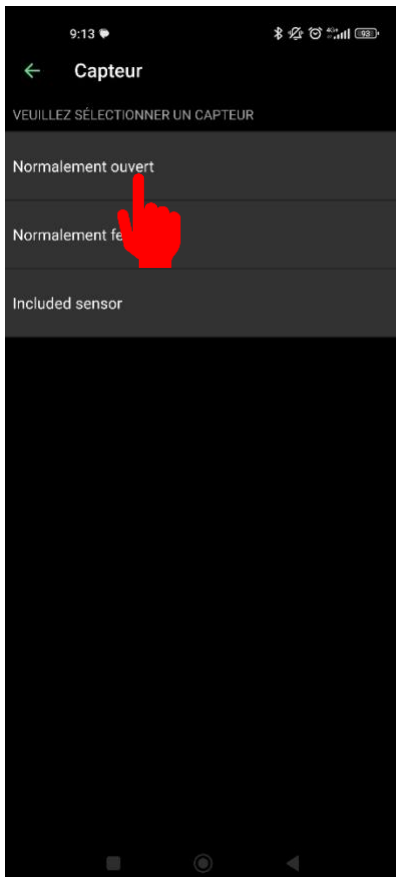 9:13
Capteur
VEUILLEZ SÉLECTIONNER UN CAPTEUR
Normalement ouvert
Normalement fe
Included sensor